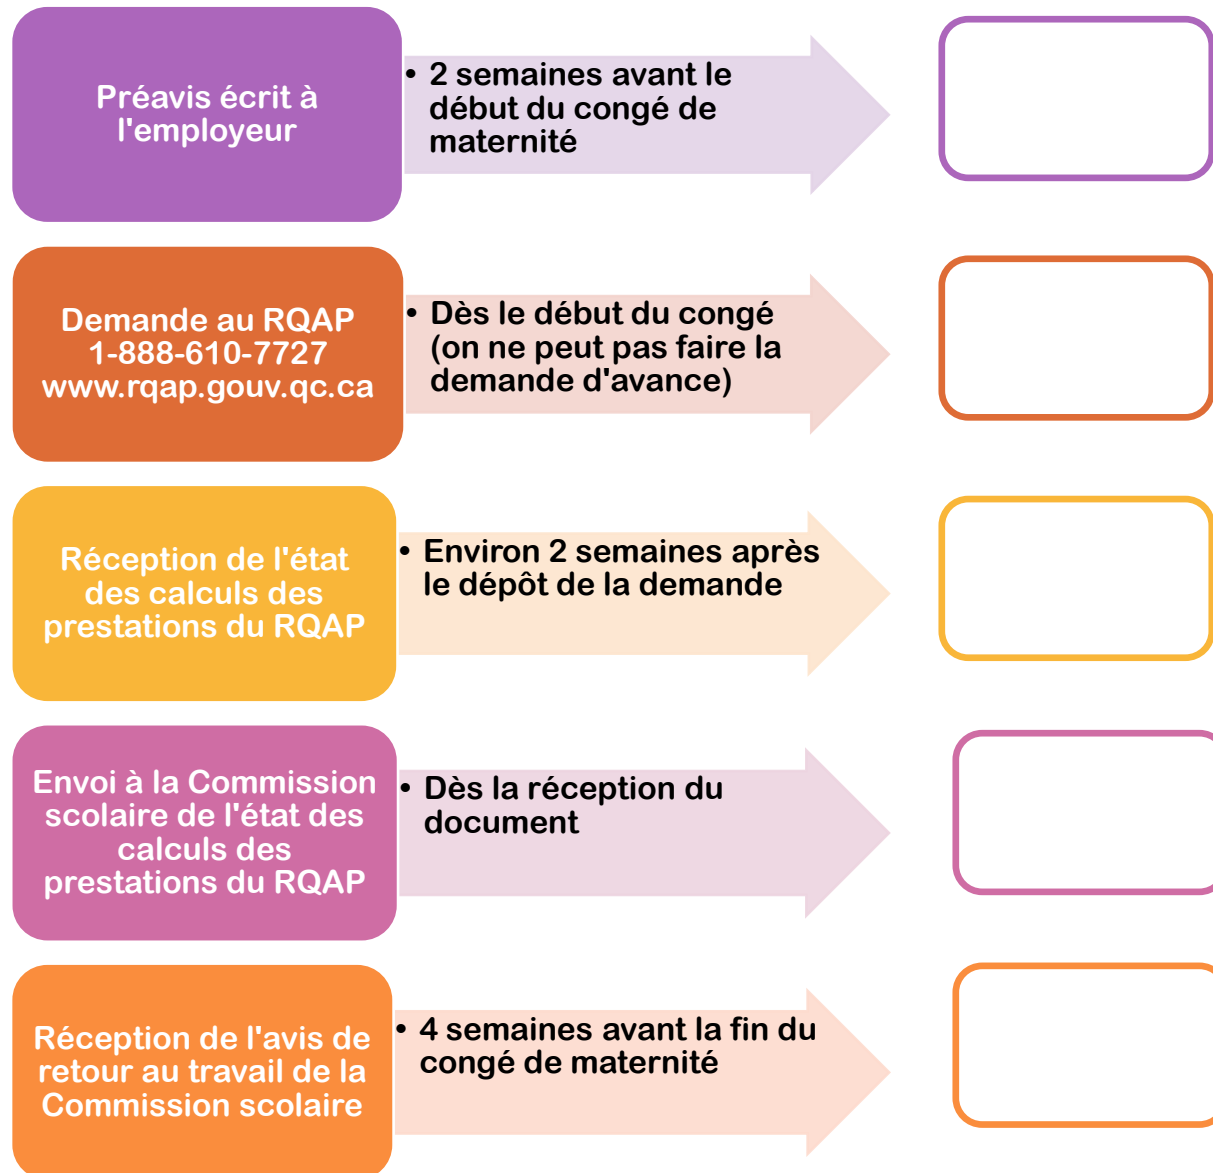 Préavis écrit à
l'employeur
• 2 semaines avant le
début du congé de
maternité
Demande au RQAP
1-888-610-7727
www.rqap.gouv.qc.ca
• Dès le début du congé
(on ne peut pas faire la
demande d'avance)
Réception de l'état
des calculs des
prestations du RQAP
• Environ 2 semaines après
le dépôt de la demande
Envoi à la Commission
scolaire de l'état des
calculs des
prestations du RQAP
• Dès la réception du
document
Réception de l'avis de
retour au travail de la
Commission scolaire
• 4 semaines avant la fin du
congé de maternité